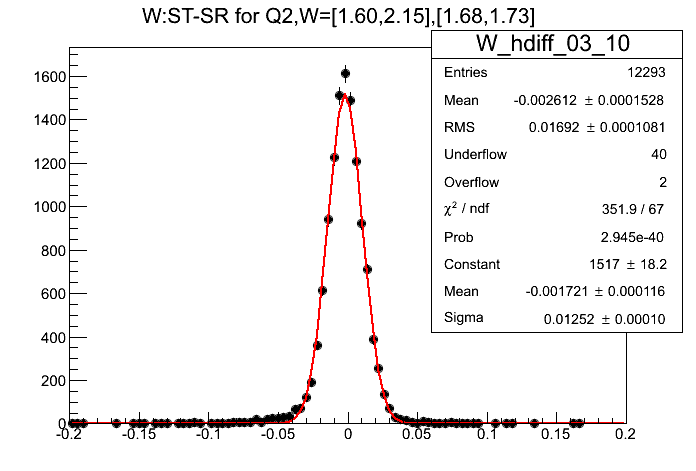 W:ST-SR for Q2,W=[1.60,2.15],[1.68,1.73]
W_hdiff_03_10
Entries 12293
Mean -0.002612 ± 0.0001528
RMS 0.01692 ± 0.0001081
Underflow 40
Overflow 2
χ² / ndf 351.9 / 67
Prob 2.945e-40
Constant 1517 ± 18.2
Mean -0.001721 ± 0.000116
Sigma 0.01252 ± 0.00010
1600
1400
1200
1000
800
600
400
200
0
-0.2 -0.15 -0.1 -0.05 0 0.05 0.1 0.15 0.2